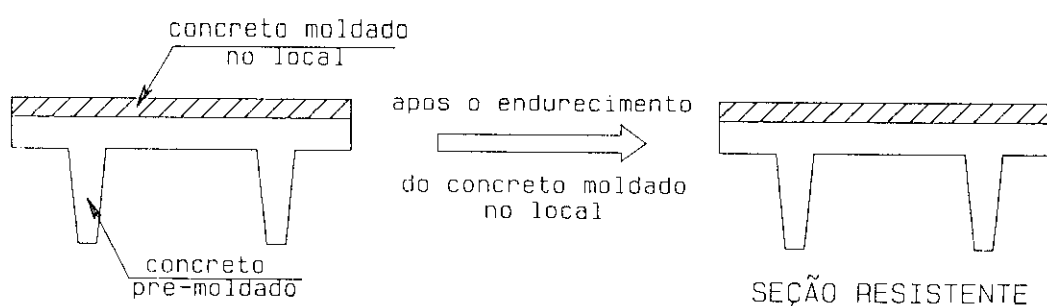 concreto moldado
no local
apos o endurecimento
do concreto moldado
no local
concreto
pre-moldado
SEÇÃO RESISTENTE